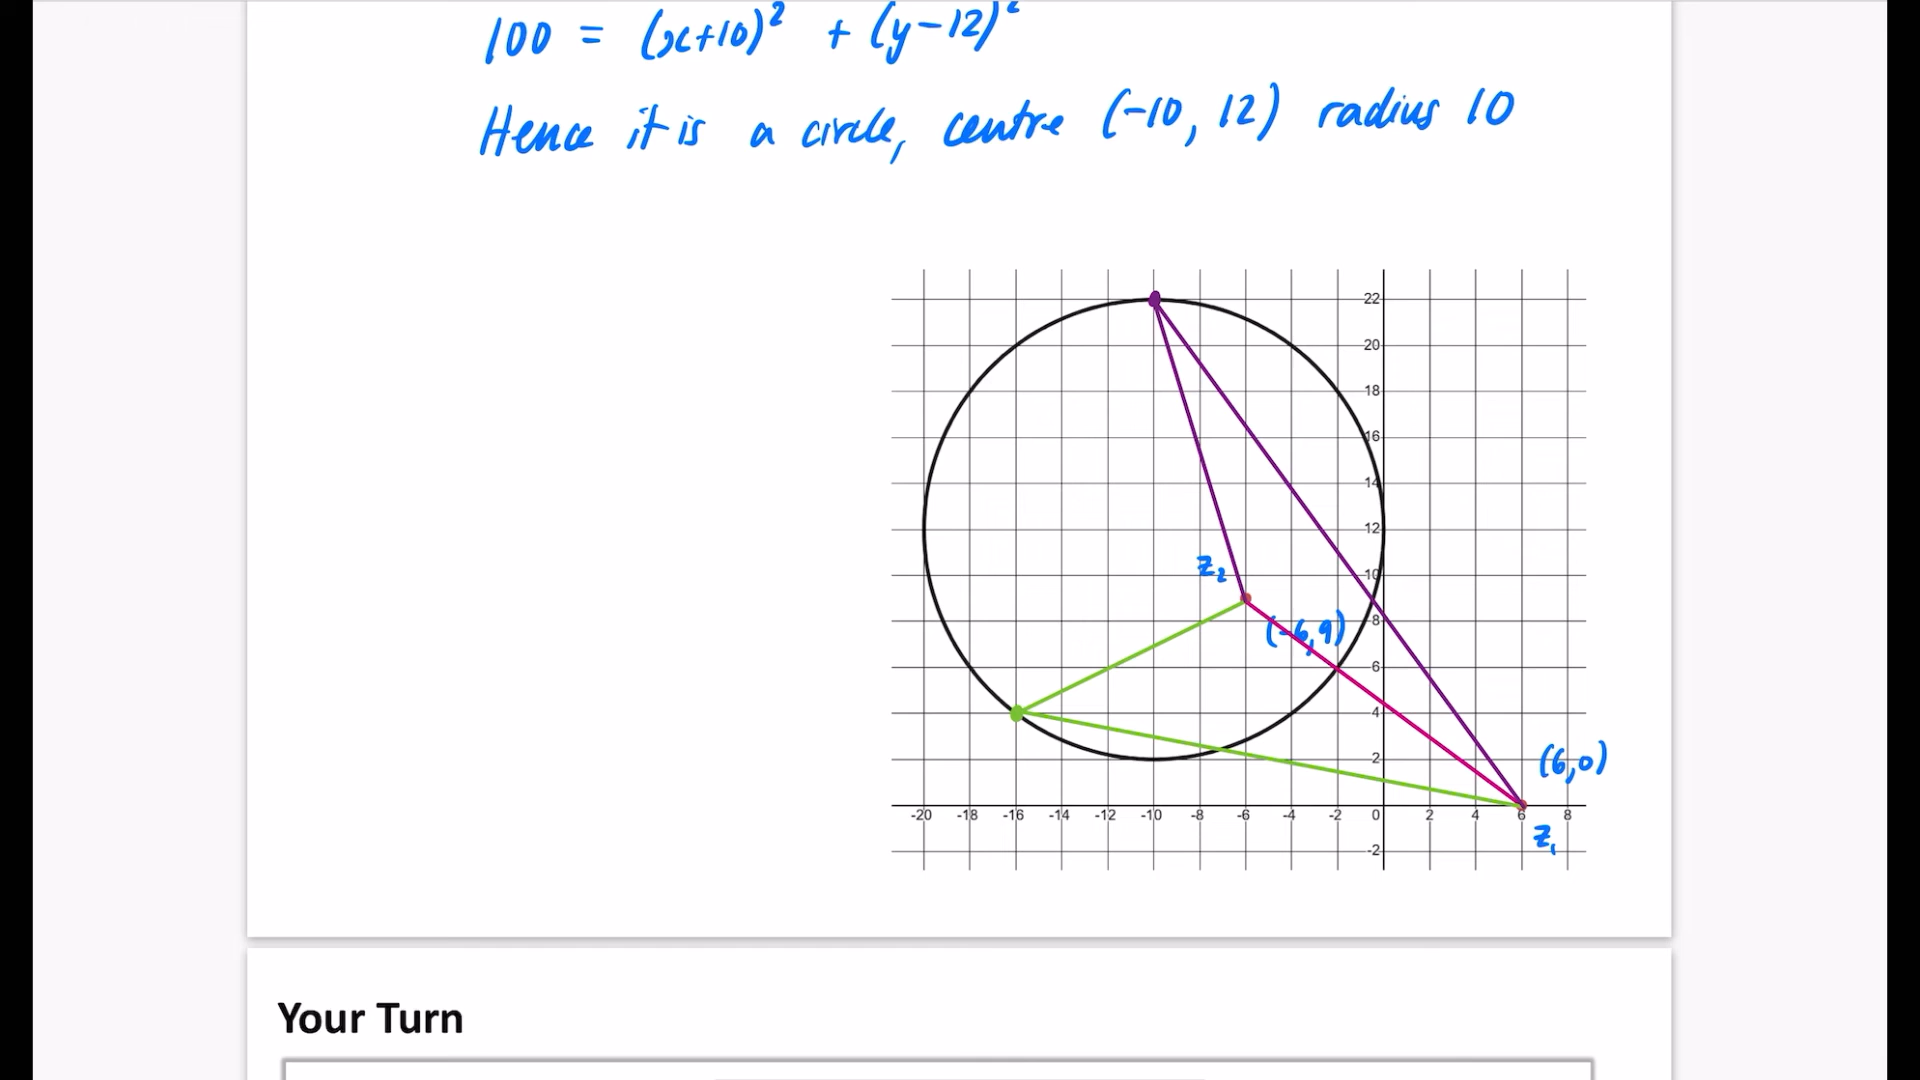 100 = (x+10)² + (y-12)²
Hence it is a circle, centre (-10, 12) radius 10
22
20
18
16
14
12
z₂
10
(-6,9)
8
6
4
(6,0)
2
-20 -18 -16 -14 -12 -10 -8 -6 -4 -2 0 2 4 6 8
z₁
-2
Your Turn